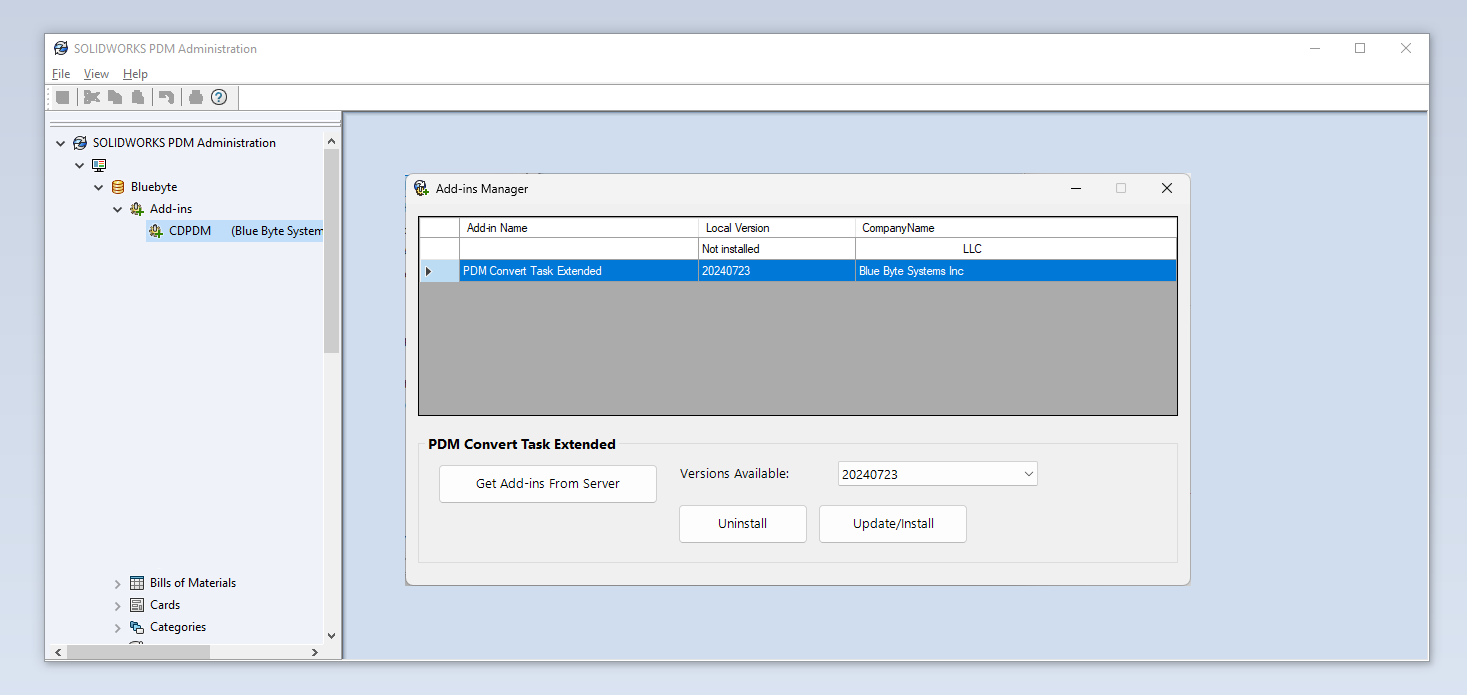 SOLIDWORKS PDM Administration
File View Help
SOLIDWORKS PDM Administration
Bluebyte
Add-ins
CDPDM (Blue Byte System
Bills of Materials
Cards
Categories
Add-ins Manager
Add-in Name Local Version CompanyName
Not installed LLC
PDM Convert Task Extended 20240723 Blue Byte Systems Inc
PDM Convert Task Extended
Get Add-ins From Server Versions Available: 20240723
Uninstall Update/Install